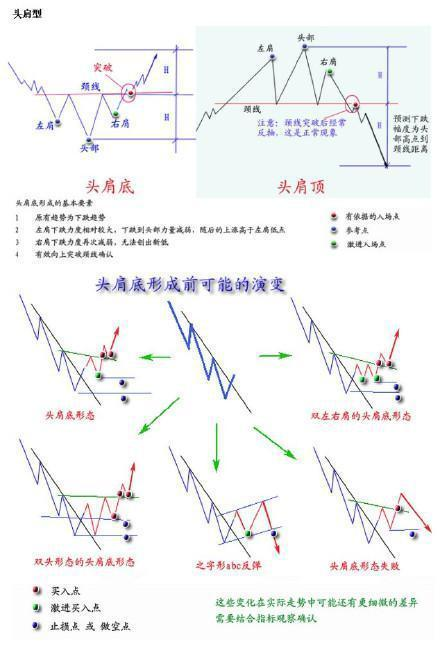 头肩型
突破
颈线
H
H
左肩
右肩
头部
头肩底
头部
左肩
右肩
H
H
颈线
注意：颈线突破后经常
反抽，这是正常现象
预测下跌
幅度为头
部高点到
颈线距离
头肩顶
头肩底形成的基本要素
1 原有趋势为下跌趋势
2 左肩下跌力度相对较大，下跌到头部力量减弱，随后的上涨高于左肩低点
3 右肩下跌力度再次减弱，无法创出新低
4 有效向上突破颈线确认
有依据的入场点
参考点
激进入场点
头肩底形成前可能的演变
头肩底形态
双左右肩的头肩底形态
双头形态的头肩底形态
之字形abc反弹
头肩底形态失败
买入点
激进买入点
止损点 或 做空点
这些变化在实际走势中可能还有更细微的差异
需要结合指标观察确认